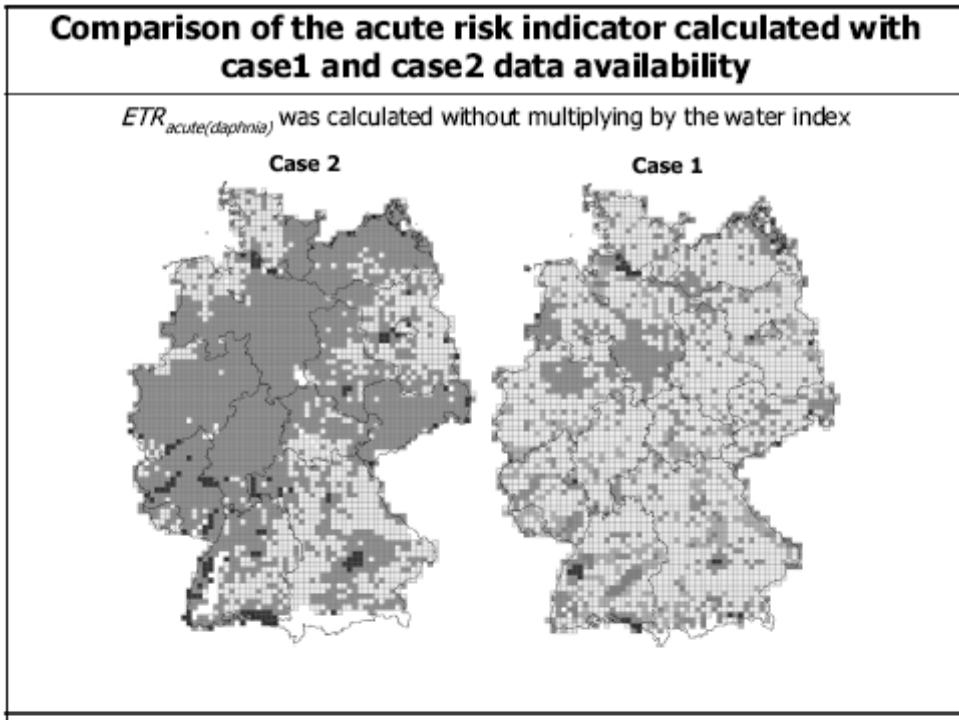 Comparison of the acute risk indicator calculated with
case1 and case2 data availability
ETRacute(daphnia) was calculated without multiplying by the water index
Case 2
Case 1